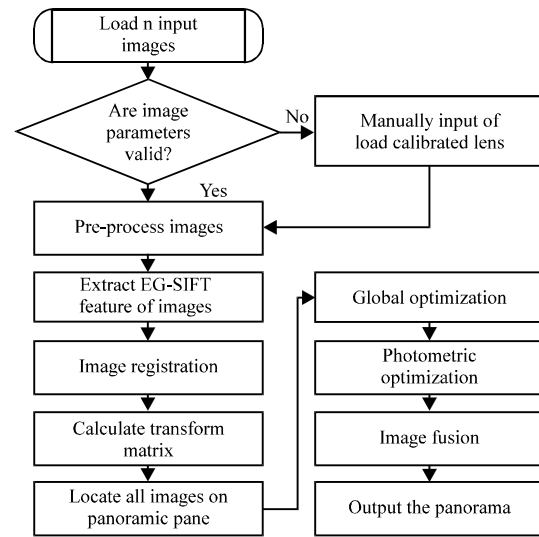 Load n input
images
Are image
parameters
valid?
No
Manually input of
load calibrated lens
Yes
Pre-process images
Extract EG-SIFT
feature of images
Image registration
Calculate transform
matrix
Locate all images on
panoramic pane
Global optimization
Photometric
optimization
Image fusion
Output the panorama